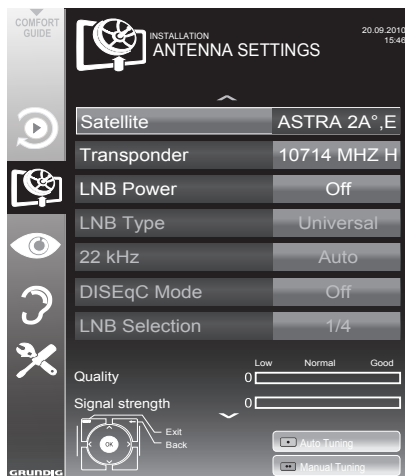 COMFORT
GUIDE
INSTALLATION
ANTENNA SETTINGS
20.09.2010
15:46
Satellite ASTRA 2A°,E
Transponder 10714 MHZ H
LNB Power Off
LNB Type Universal
22 kHz Auto
DISEqC Mode Off
LNB Selection 1/4
Low Normal Good
Quality 0
Signal strength 0
Exit
Back
OK
Auto Tuning
Manual Tuning
GRUNDIG